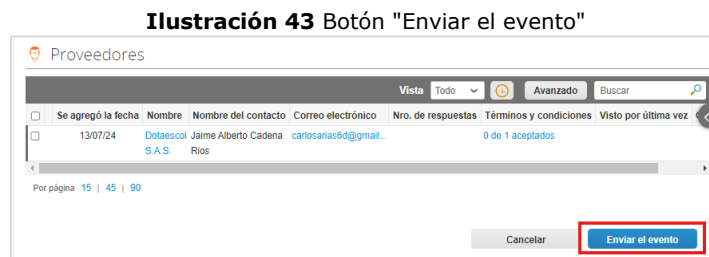 Ilustración 43 Botón "Enviar el evento"
Proveedores
Vista Todo Avanzado Buscar
Se agregó la fecha Nombre Nombre del contacto Correo electrónico Nro. de respuestas Términos y condiciones Visto por última vez
13/07/24 Dotaescol Jaime Alberto Cadena carlosarias6d@gmail... 0 de 1 aceptados
S.A.S. Rios
Por página 15 | 45 | 90
Cancelar Enviar el evento